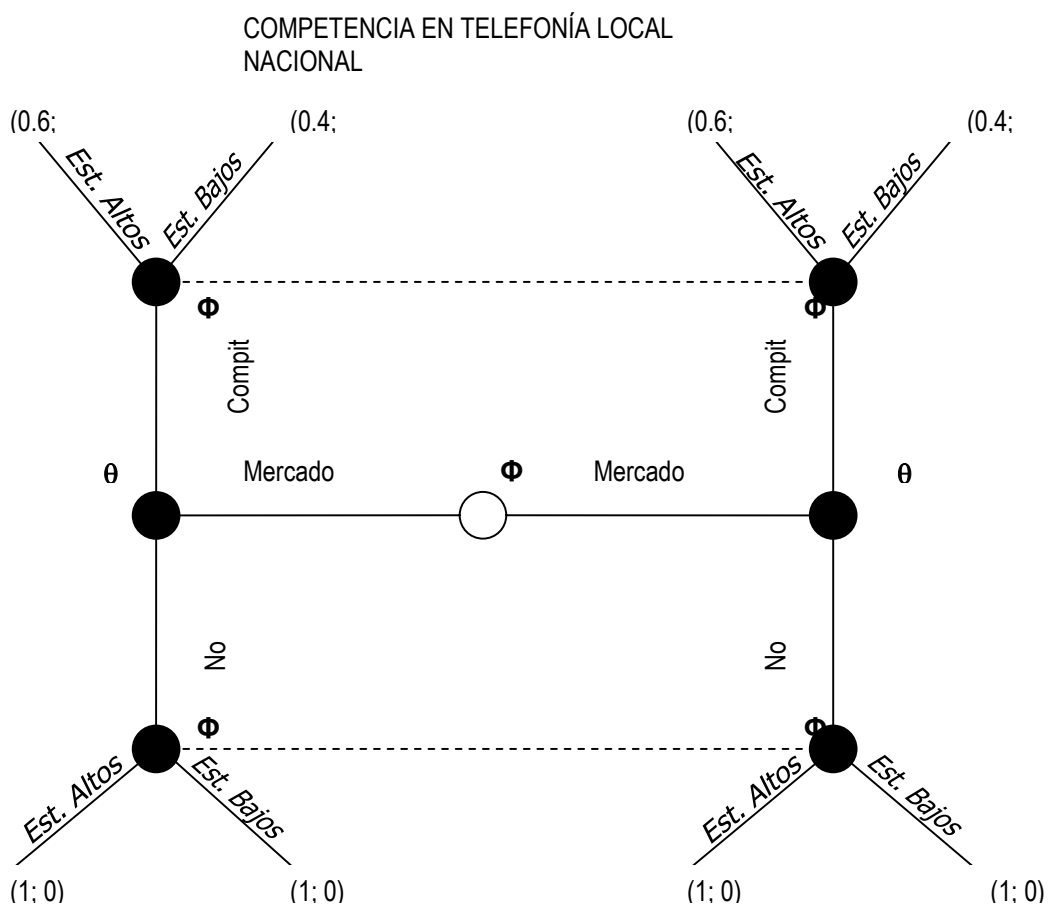 COMPETENCIA EN TELEFONÍA LOCAL
NACIONAL
(0.6; (0.4; (0.6; (0.4;
Est. Altos Est. Bajos Est. Altos Est. Bajos
Φ Φ
Compit Compit
θ Mercado Φ Mercado θ
No No
Φ Φ
Est. Altos Est. Bajos Est. Altos Est. Bajos
(1; 0) (1; 0) (1; 0) (1; 0)